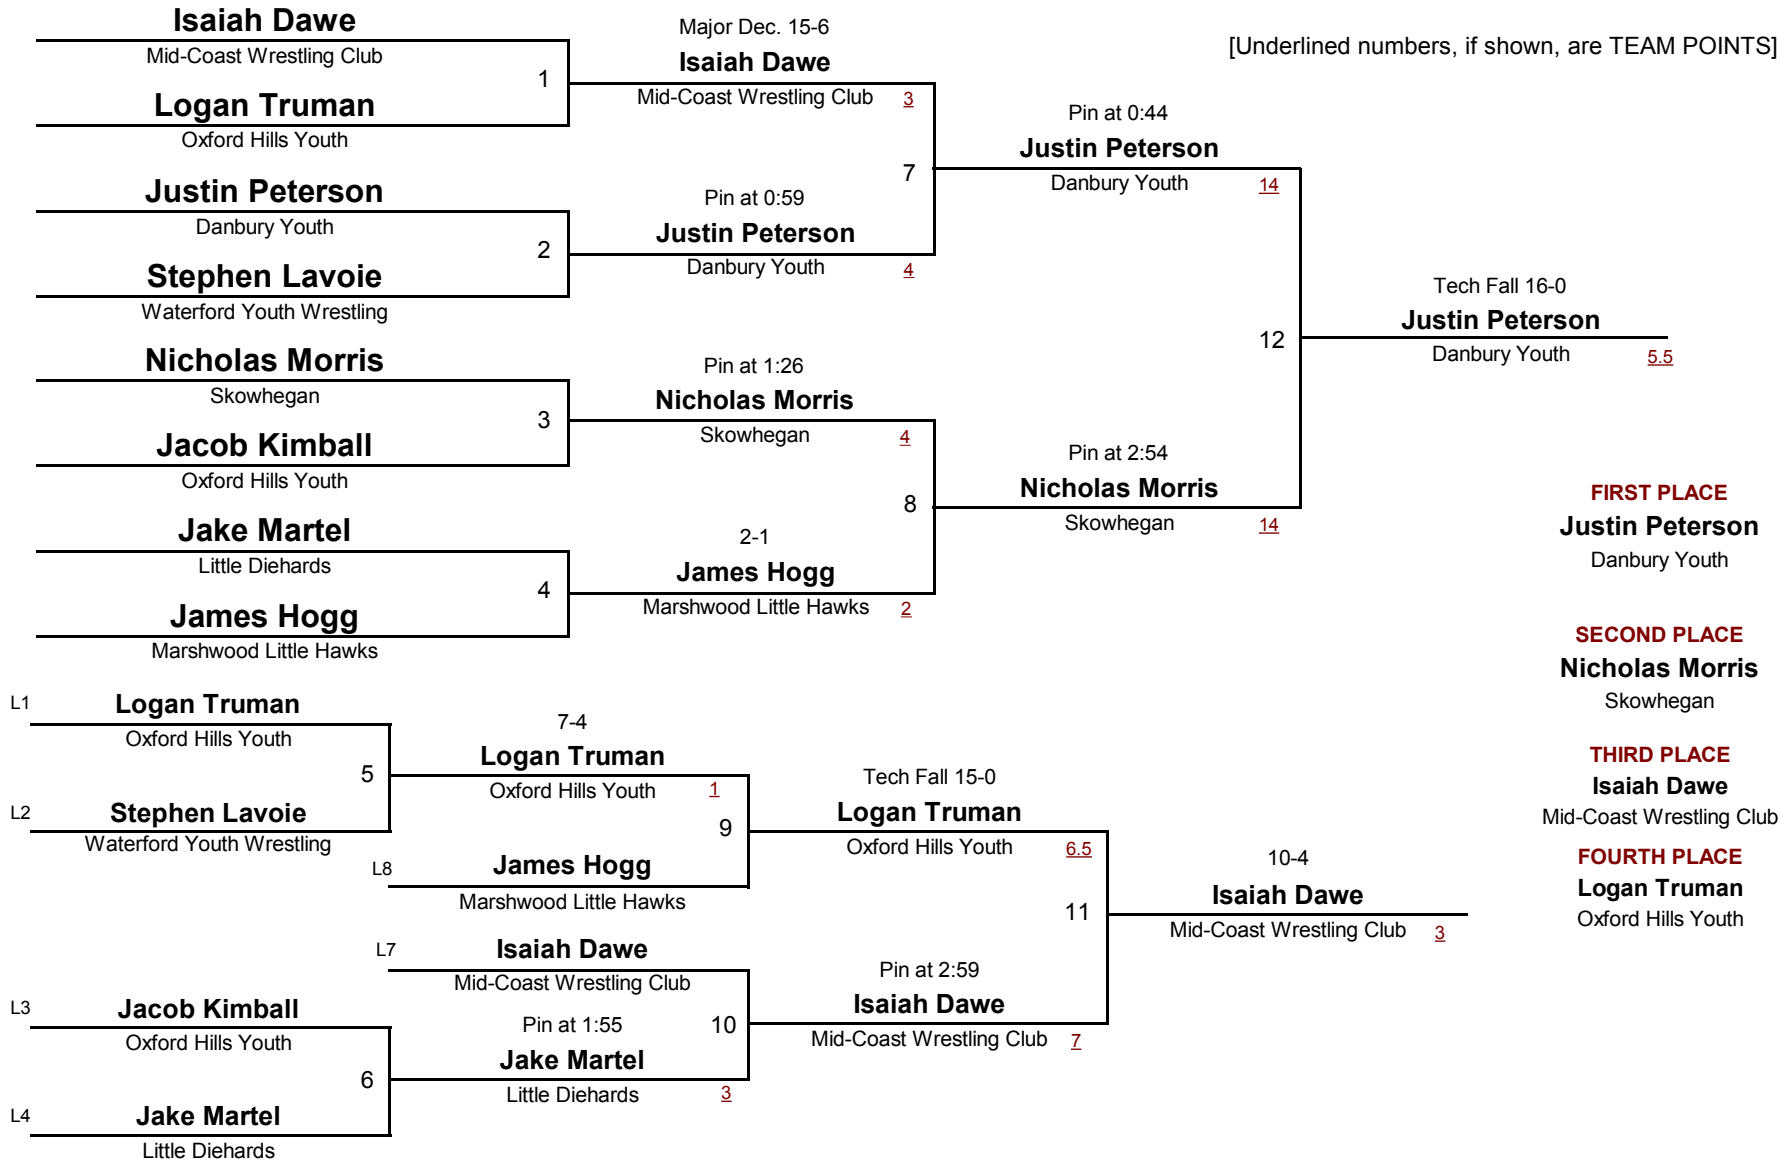 [Underlined numbers, if shown, are TEAM POINTS]
Isaiah Dawe
Mid-Coast Wrestling Club
1
Logan Truman
Oxford Hills Youth
Justin Peterson
Danbury Youth
2
Stephen Lavoie
Waterford Youth Wrestling
Nicholas Morris
Skowhegan
3
Jacob Kimball
Oxford Hills Youth
Jake Martel
Little Diehards
4
James Hogg
Marshwood Little Hawks
Major Dec. 15-6
Isaiah Dawe
Mid-Coast Wrestling Club 3
7
Pin at 0:59
Justin Peterson
Danbury Youth 4
Pin at 1:26
Nicholas Morris
Skowhegan 4
8
2-1
James Hogg
Marshwood Little Hawks 2
Pin at 0:44
Justin Peterson
Danbury Youth 14
12
Pin at 2:54
Nicholas Morris
Skowhegan 14
Tech Fall 16-0
Justin Peterson
Danbury Youth 5.5
L1 Logan Truman
Oxford Hills Youth
5
L2 Stephen Lavoie
Waterford Youth Wrestling
L3 Jacob Kimball
Oxford Hills Youth
6
L4 Jake Martel
Little Diehards
7-4
Logan Truman
Oxford Hills Youth 1
9
L8 James Hogg
Marshwood Little Hawks
L7 Isaiah Dawe
Mid-Coast Wrestling Club
10
Pin at 1:55
Jake Martel
Little Diehards 3
Tech Fall 15-0
Logan Truman
Oxford Hills Youth 6.5
11
Pin at 2:59
Isaiah Dawe
Mid-Coast Wrestling Club 7
10-4
Isaiah Dawe
Mid-Coast Wrestling Club 3
FIRST PLACE
Justin Peterson
Danbury Youth
SECOND PLACE
Nicholas Morris
Skowhegan
THIRD PLACE
Isaiah Dawe
Mid-Coast Wrestling Club
FOURTH PLACE
Logan Truman
Oxford Hills Youth